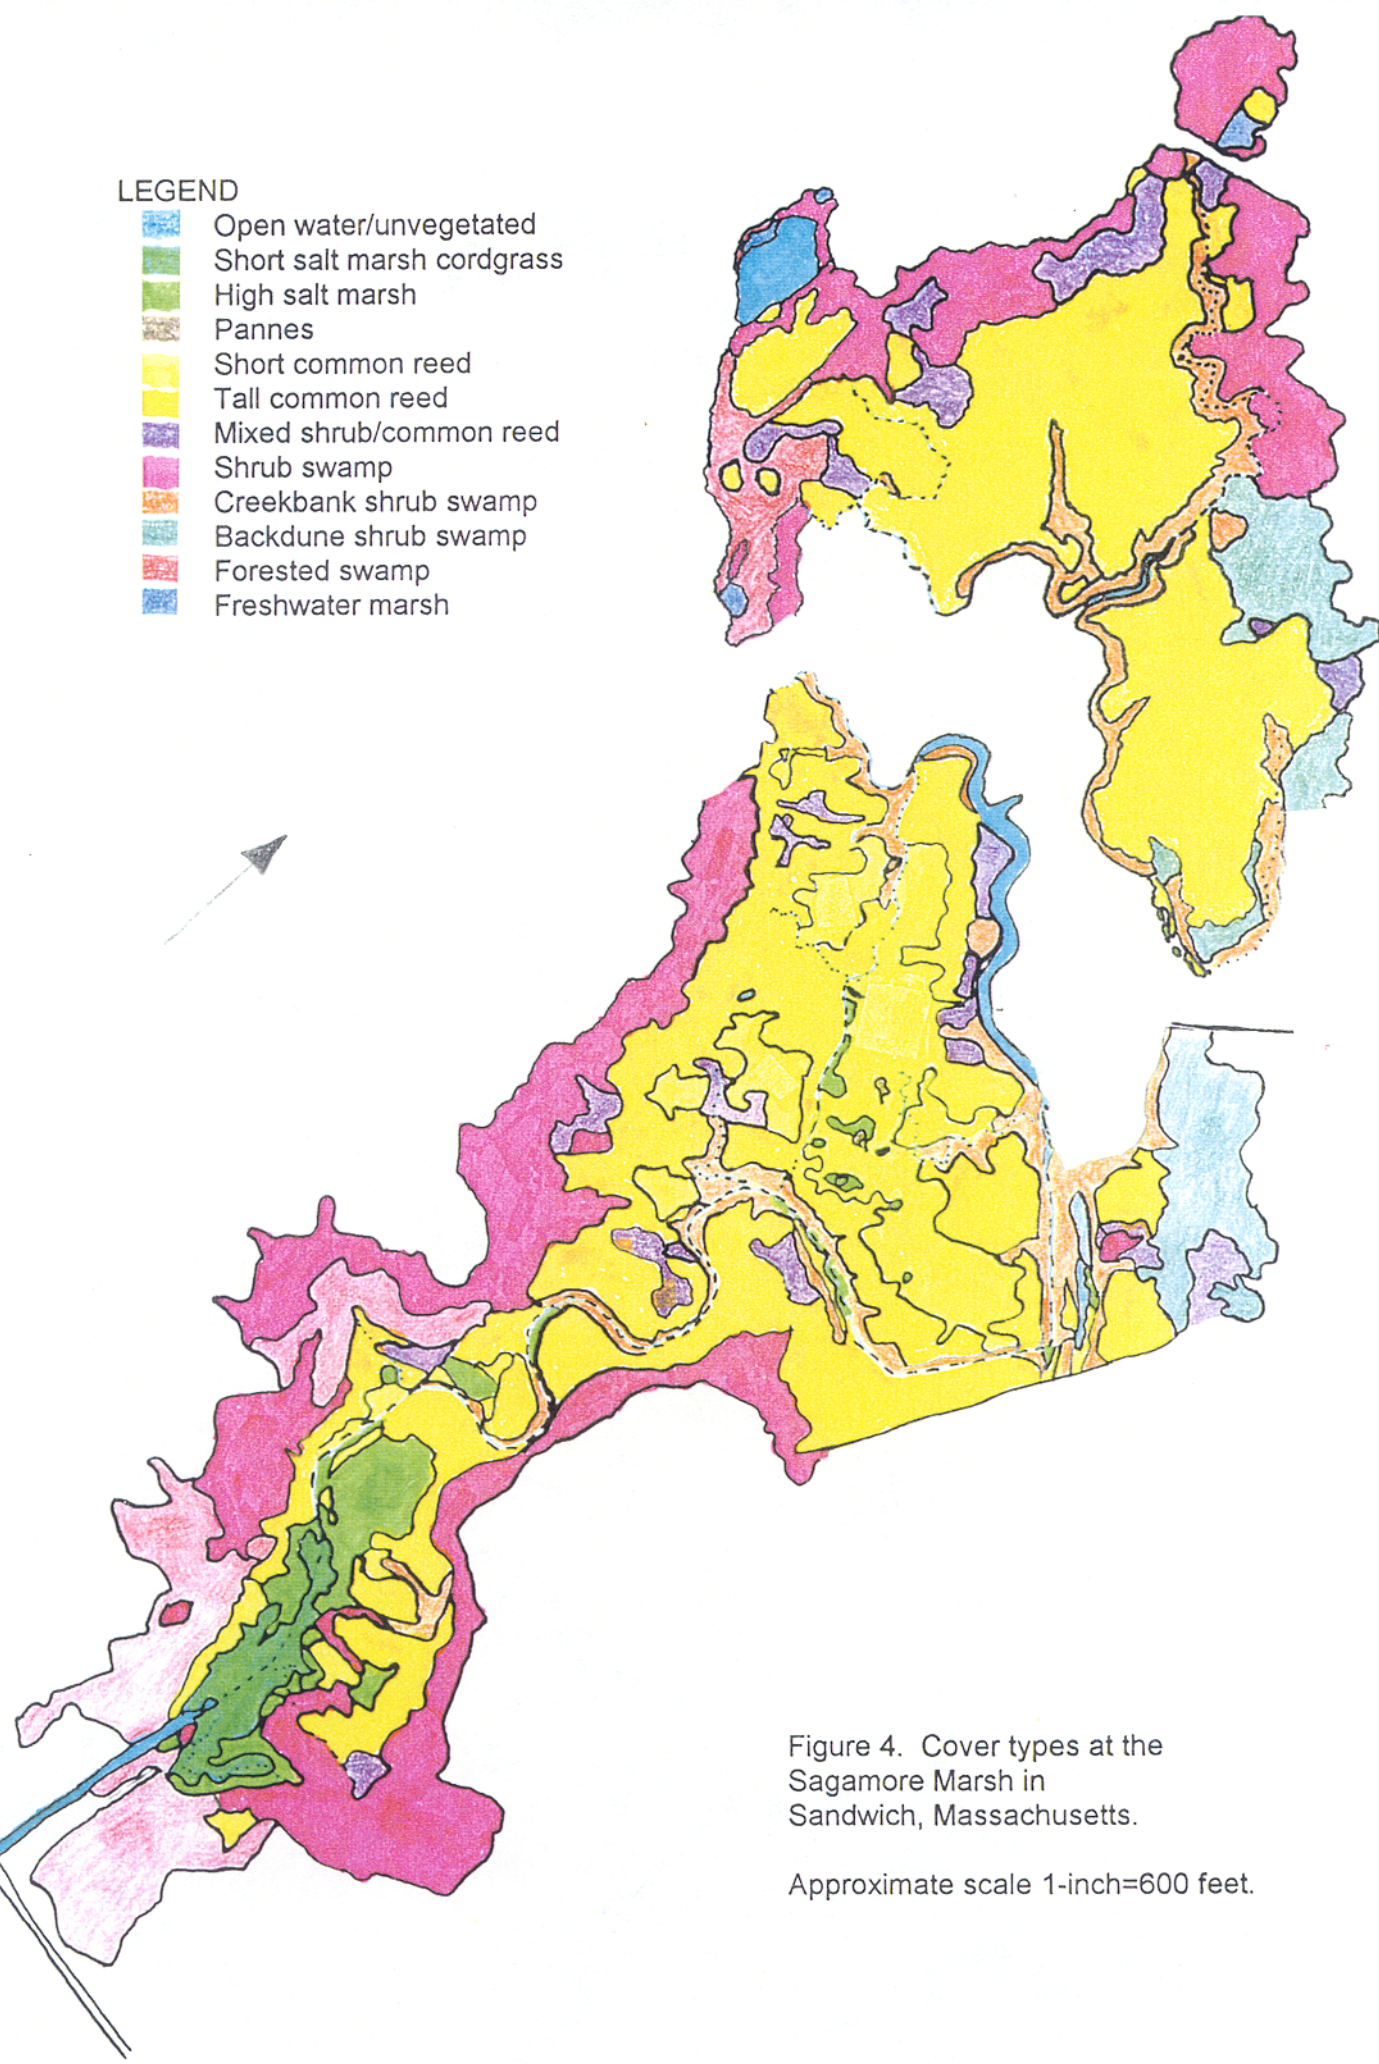 LEGEND
Open water/unvegetated
Short salt marsh cordgrass
High salt marsh
Pannes
Short common reed
Tall common reed
Mixed shrub/common reed
Shrub swamp
Creekbank shrub swamp
Backdune shrub swamp
Forested swamp
Freshwater marsh
Figure 4. Cover types at the
Sagamore Marsh in
Sandwich, Massachusetts.
Approximate scale 1-inch=600 feet.